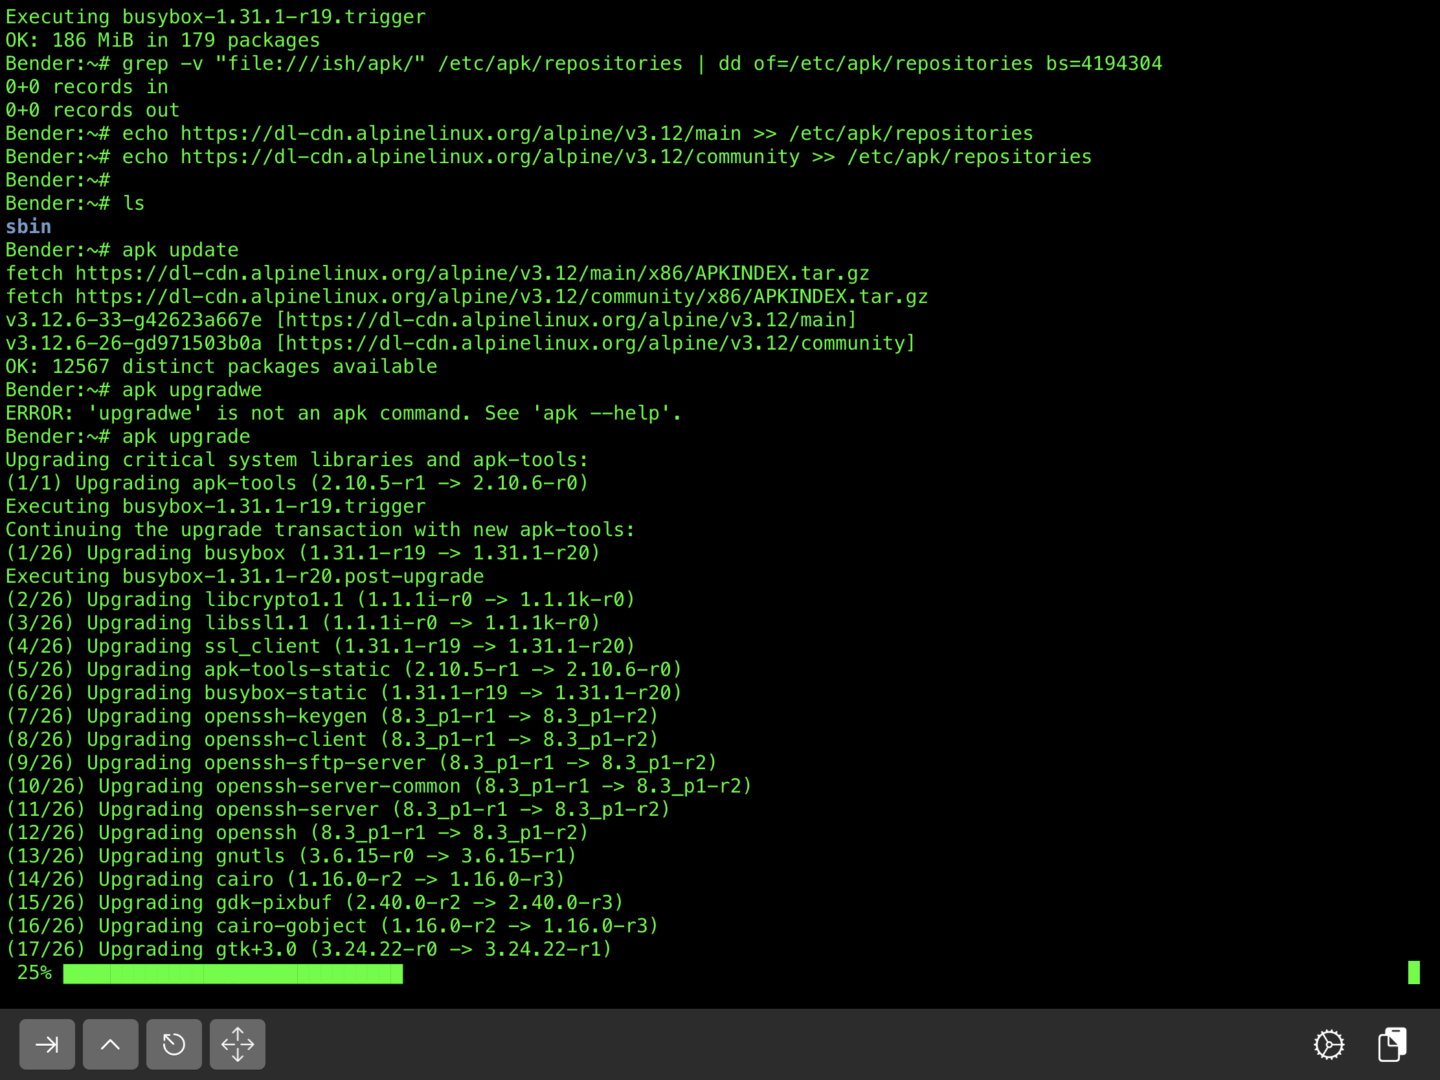 Executing busybox-1.31.1-r19.trigger
OK: 186 MiB in 179 packages
Bender:~# grep -v "file:///ish/apk/" /etc/apk/repositories | dd of=/etc/apk/repositories bs=4194304
0+0 records in
0+0 records out
Bender:~# echo https://dl-cdn.alpinelinux.org/alpine/v3.12/main >> /etc/apk/repositories
Bender:~# echo https://dl-cdn.alpinelinux.org/alpine/v3.12/community >> /etc/apk/repositories
Bender:~#
Bender:~# ls
sbin
Bender:~# apk update
fetch https://dl-cdn.alpinelinux.org/alpine/v3.12/main/x86/APKINDEX.tar.gz
fetch https://dl-cdn.alpinelinux.org/alpine/v3.12/community/x86/APKINDEX.tar.gz
v3.12.6-33-g42623a667e [https://dl-cdn.alpinelinux.org/alpine/v3.12/main]
v3.12.6-26-gd971503b0a [https://dl-cdn.alpinelinux.org/alpine/v3.12/community]
OK: 12567 distinct packages available
Bender:~# apk upgradwe
ERROR: 'upgradwe' is not an apk command. See 'apk --help'.
Bender:~# apk upgrade
Upgrading critical system libraries and apk-tools:
(1/1) Upgrading apk-tools (2.10.5-r1 -> 2.10.6-r0)
Executing busybox-1.31.1-r19.trigger
Continuing the upgrade transaction with new apk-tools:
(1/26) Upgrading busybox (1.31.1-r19 -> 1.31.1-r20)
Executing busybox-1.31.1-r20.post-upgrade
(2/26) Upgrading libcrypto1.1 (1.1.1i-r0 -> 1.1.1k-r0)
(3/26) Upgrading libssl1.1 (1.1.1i-r0 -> 1.1.1k-r0)
(4/26) Upgrading ssl_client (1.31.1-r19 -> 1.31.1-r20)
(5/26) Upgrading apk-tools-static (2.10.5-r1 -> 2.10.6-r0)
(6/26) Upgrading busybox-static (1.31.1-r19 -> 1.31.1-r20)
(7/26) Upgrading openssh-keygen (8.3_p1-r1 -> 8.3_p1-r2)
(8/26) Upgrading openssh-client (8.3_p1-r1 -> 8.3_p1-r2)
(9/26) Upgrading openssh-sftp-server (8.3_p1-r1 -> 8.3_p1-r2)
(10/26) Upgrading openssh-server-common (8.3_p1-r1 -> 8.3_p1-r2)
(11/26) Upgrading openssh-server (8.3_p1-r1 -> 8.3_p1-r2)
(12/26) Upgrading openssh (8.3_p1-r1 -> 8.3_p1-r2)
(13/26) Upgrading gnutls (3.6.15-r0 -> 3.6.15-r1)
(14/26) Upgrading cairo (1.16.0-r2 -> 1.16.0-r3)
(15/26) Upgrading gdk-pixbuf (2.40.0-r2 -> 2.40.0-r3)
(16/26) Upgrading cairo-gobject (1.16.0-r2 -> 1.16.0-r3)
(17/26) Upgrading gtk+3.0 (3.24.22-r0 -> 3.24.22-r1)
25%